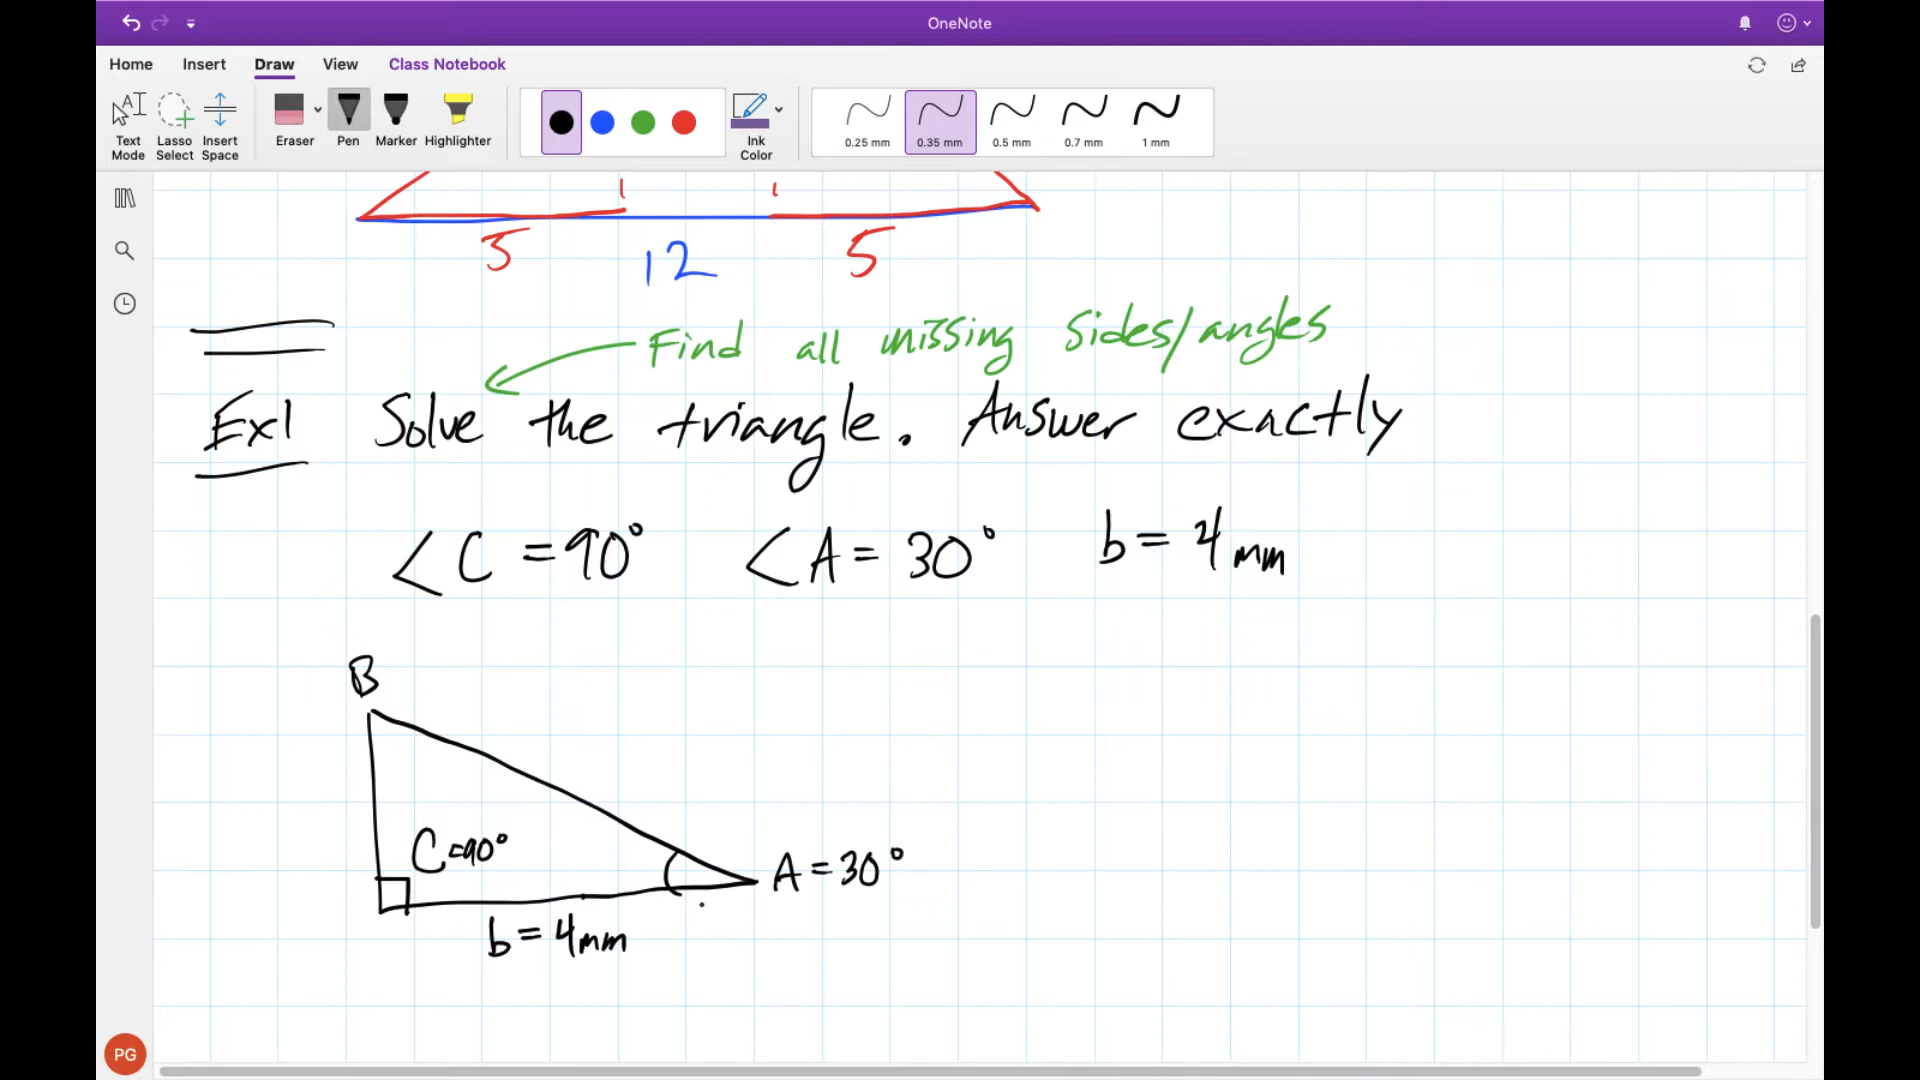 OneNote
Home Insert Draw View Class Notebook
Text Mode Lasso Select Insert Space Eraser Pen Marker Highlighter Ink Color 0.25 mm 0.35 mm 0.5 mm 0.7 mm 1 mm
5 12 5
Find all missing sides/angles
Ex1 Solve the triangle. Answer exactly
<C = 90° <A = 30° b = 4mm
B
C=90°
A = 30°
b = 4mm
PG